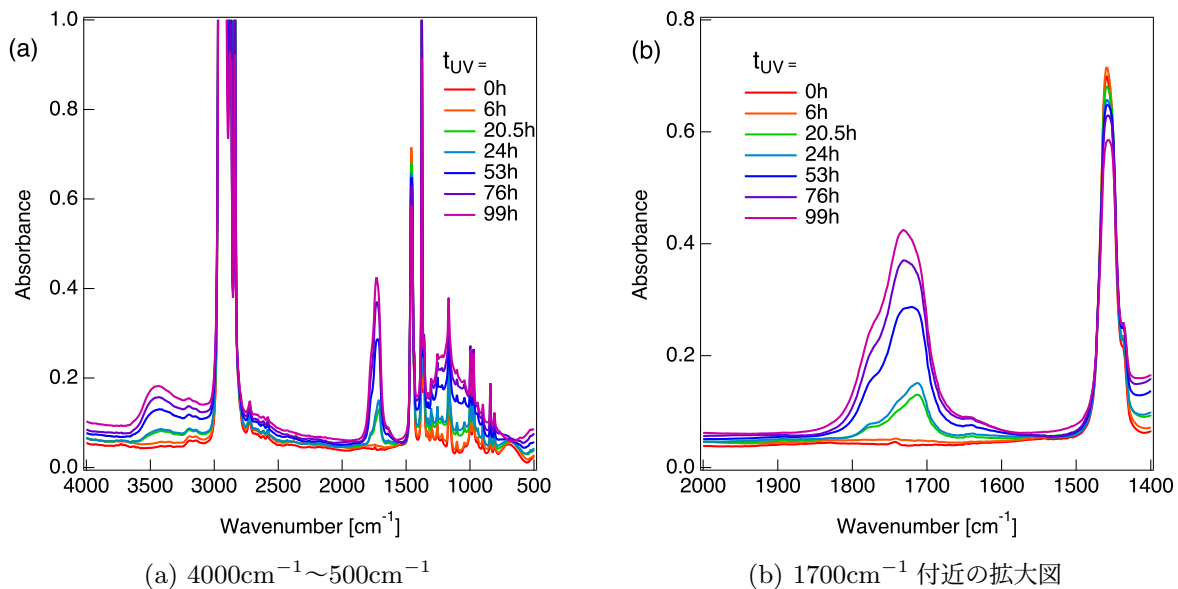 (a)
1.0
0.8
0.6
0.4
0.2
0.0
Absorbance
t_UV =
0h
6h
20.5h
24h
53h
76h
99h
4000 3500 3000 2500 2000 1500 1000 500
Wavenumber [cm⁻¹]
(a) 4000cm⁻¹～500cm⁻¹
(b)
0.8
0.6
0.4
0.2
0.0
Absorbance
t_UV =
0h
6h
20.5h
24h
53h
76h
99h
2000 1900 1800 1700 1600 1500 1400
Wavenumber [cm⁻¹]
(b) 1700cm⁻¹ 付近の拡大図